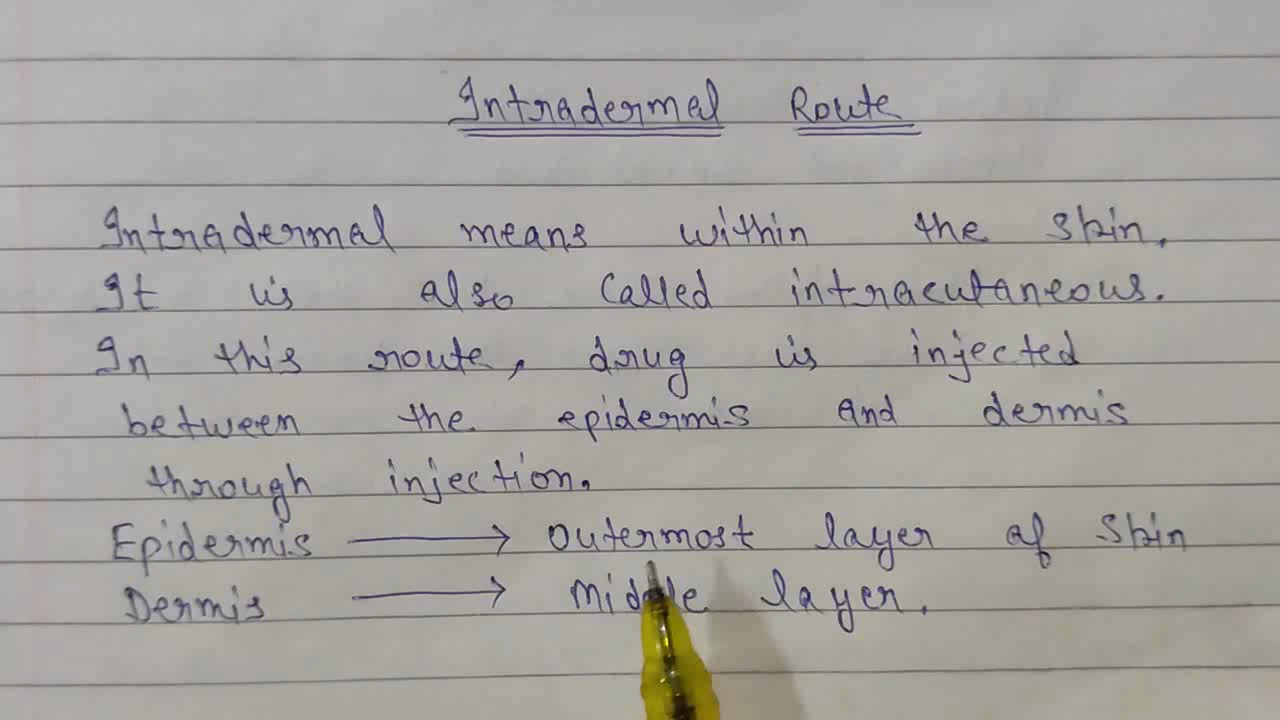 Intradermal Route
Intradermal means within the skin.
It is also called intracutaneous.
In this route, drug is injected
between the epidermis and dermis
through injection.
Epidermis → outermost layer of skin
Dermis → Middle layer.